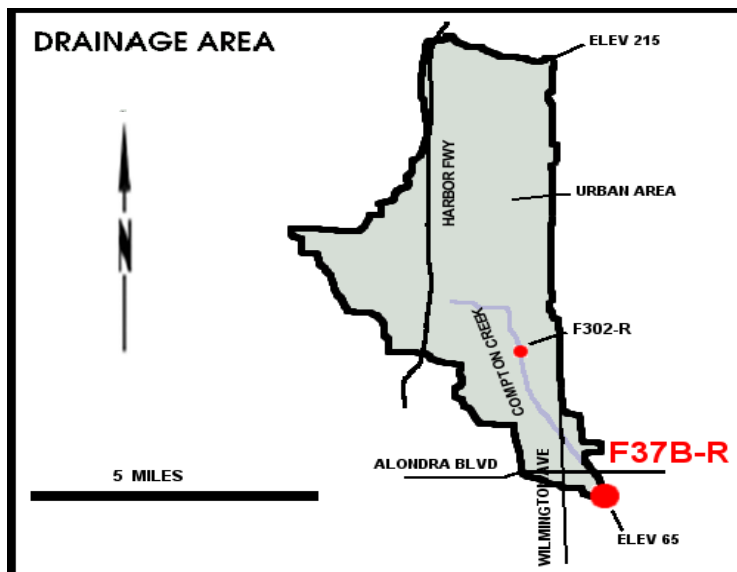 DRAINAGE AREA
ELEV 215
HARBOR FWY
URBAN AREA
N
F302-R
COMPTON CREEK
F37B-R
ALONDRA BLVD
5 MILES
WILMINGTON AVE
ELEV 65